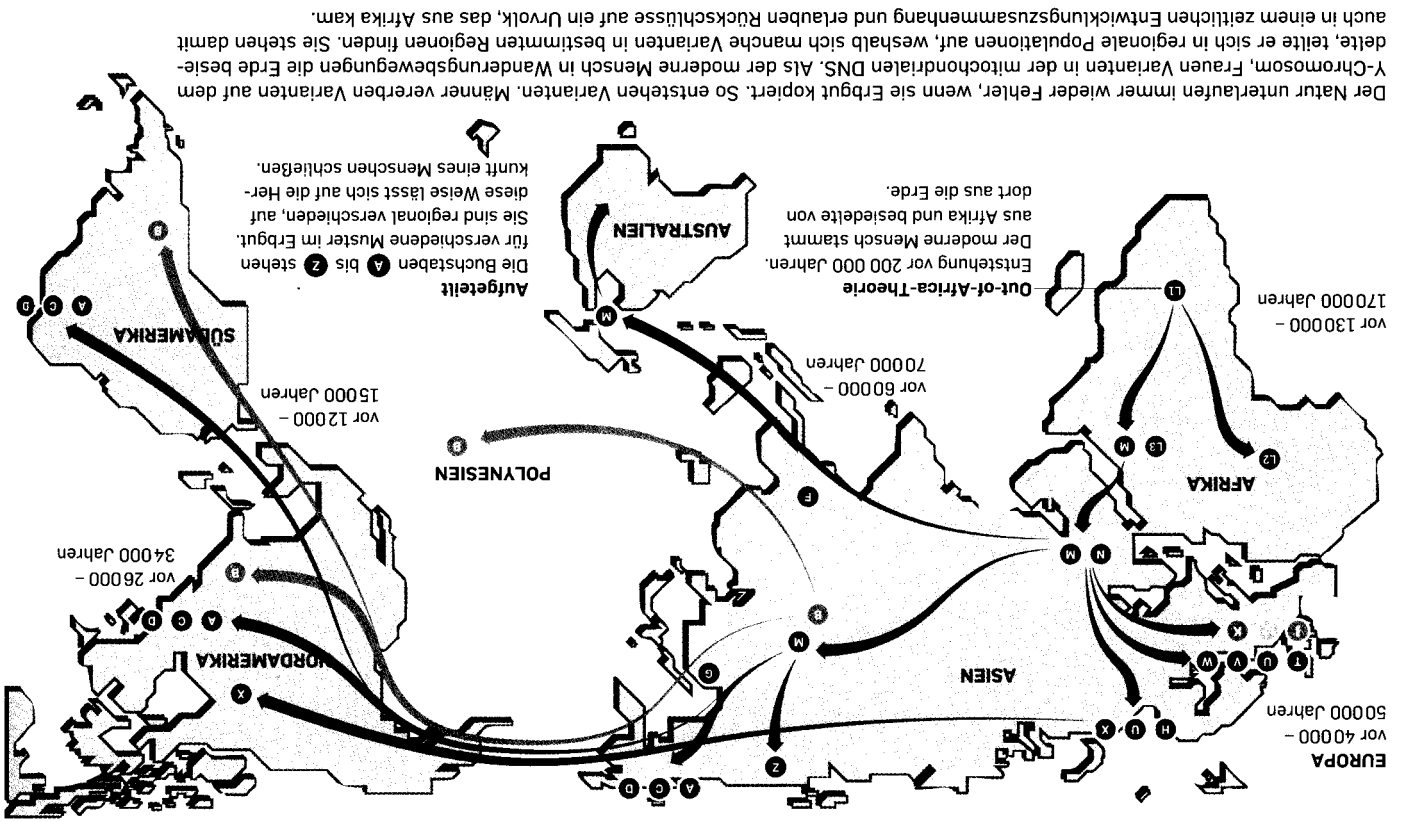 EUROPA
vor 40 000 –
50 000 Jahren
H U X
T U V W
K
ASIEN
Z
A C D
G
M
B
F
N M
AFRIKA
L2
L3 M
L1
vor 130 000 –
170 000 Jahren
vor 60 000 –
70 000 Jahren
Out-of-Africa-Theorie
Entstehung vor 200 000 Jahren.
Der moderne Mensch stammt
aus Afrika und besiedelte von
dort aus die Erde.
M
AUSTRALIEN
POLYNESIEN
B
X
NORDAMERIKA
A C D
B
vor 26 000 –
34 000 Jahren
vor 12 000 –
15 000 Jahren
SÜDAMERIKA
A C D
B
Aufgeteilt
Die Buchstaben A bis Z stehen
für verschiedene Muster im Erbgut.
Sie sind regional verschieden, auf
diese Weise lässt sich auf die Her-
kunft eines Menschen schließen.
Der Natur unterlaufen immer wieder Fehler, wenn sie Erbgut kopiert. So entstehen Varianten. Männer vererben Varianten auf dem
Y-Chromosom, Frauen Varianten in der mitochondrialen DNS. Als der moderne Mensch in Wanderungsbewegungen die Erde besie-
delte, teilte er sich in regionale Populationen auf, weshalb sich manche Varianten in bestimmten Regionen finden. Sie stehen damit
auch in einem zeitlichen Entwicklungszusammenhang und erlauben Rückschlüsse auf ein Urvolk, das aus Afrika kam.